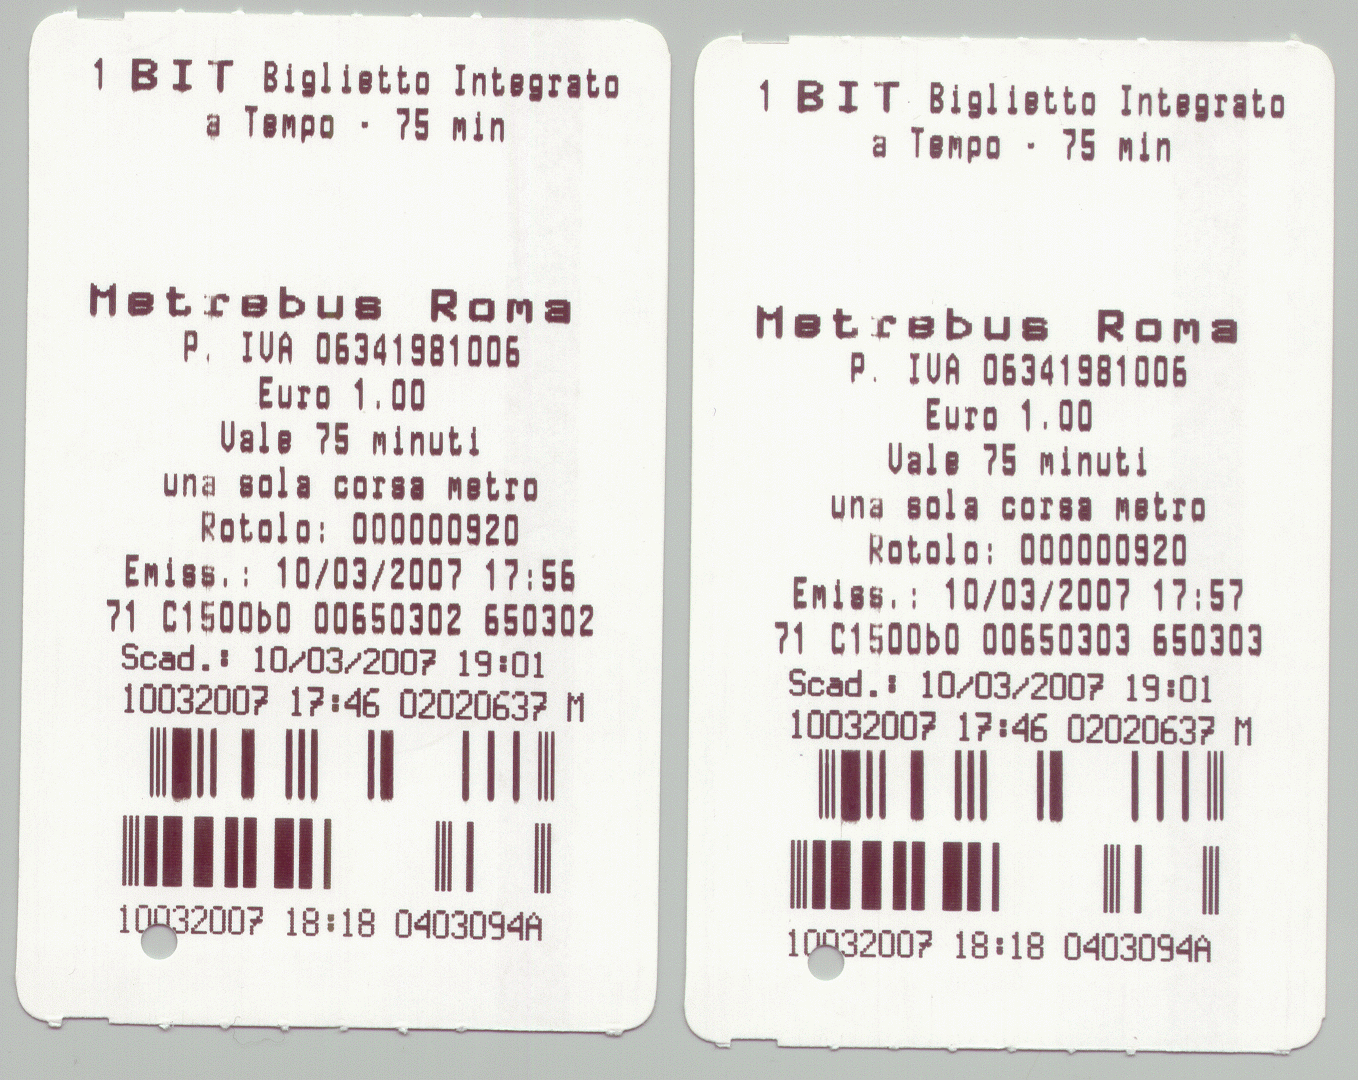 1 BIT Biglietto Integrato
a Tempo - 75 min
Metrebus Roma
P. IVA 06341981006
Euro 1.00
Vale 75 minuti
una sola corsa metro
Rotolo: 000000920
Emiss.: 10/03/2007 17:56
71 C1500b0 00650302 650302
Scad.: 10/03/2007 19:01
10032007 17:46 02020637 M
10032007 18:18 0403094A
1 BIT Biglietto Integrato
a Tempo - 75 min
Metrebus Roma
P. IVA 06341981006
Euro 1.00
Vale 75 minuti
una sola corsa metro
Rotolo: 000000920
Emiss.: 10/03/2007 17:57
71 C1500b0 00650303 650303
Scad.: 10/03/2007 19:01
10032007 17:46 02020637 M
10032007 18:18 0403094A